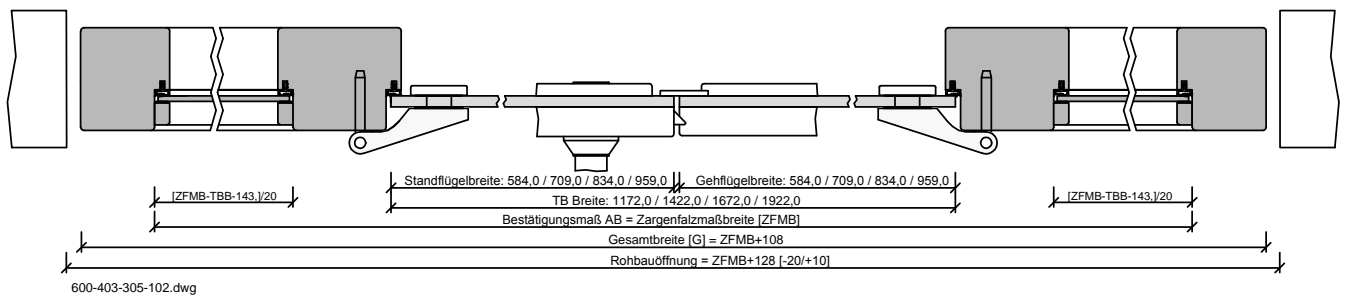 Standflügelbreite: 584,0 / 709,0 / 834,0 / 959,0 Gehflügelbreite: 584,0 / 709,0 / 834,0 / 959,0
[ZFMB-TBB-143,]/20 TB Breite: 1172,0 / 1422,0 / 1672,0 / 1922,0 [ZFMB-TBB-143,]/20
Bestätigungsmaß AB = Zargenfalzmaßbreite [ZFMB]
Gesamtbreite [G] = ZFMB+108
Rohbauöffnung = ZFMB+128 [-20/+10]
600-403-305-102.dwg